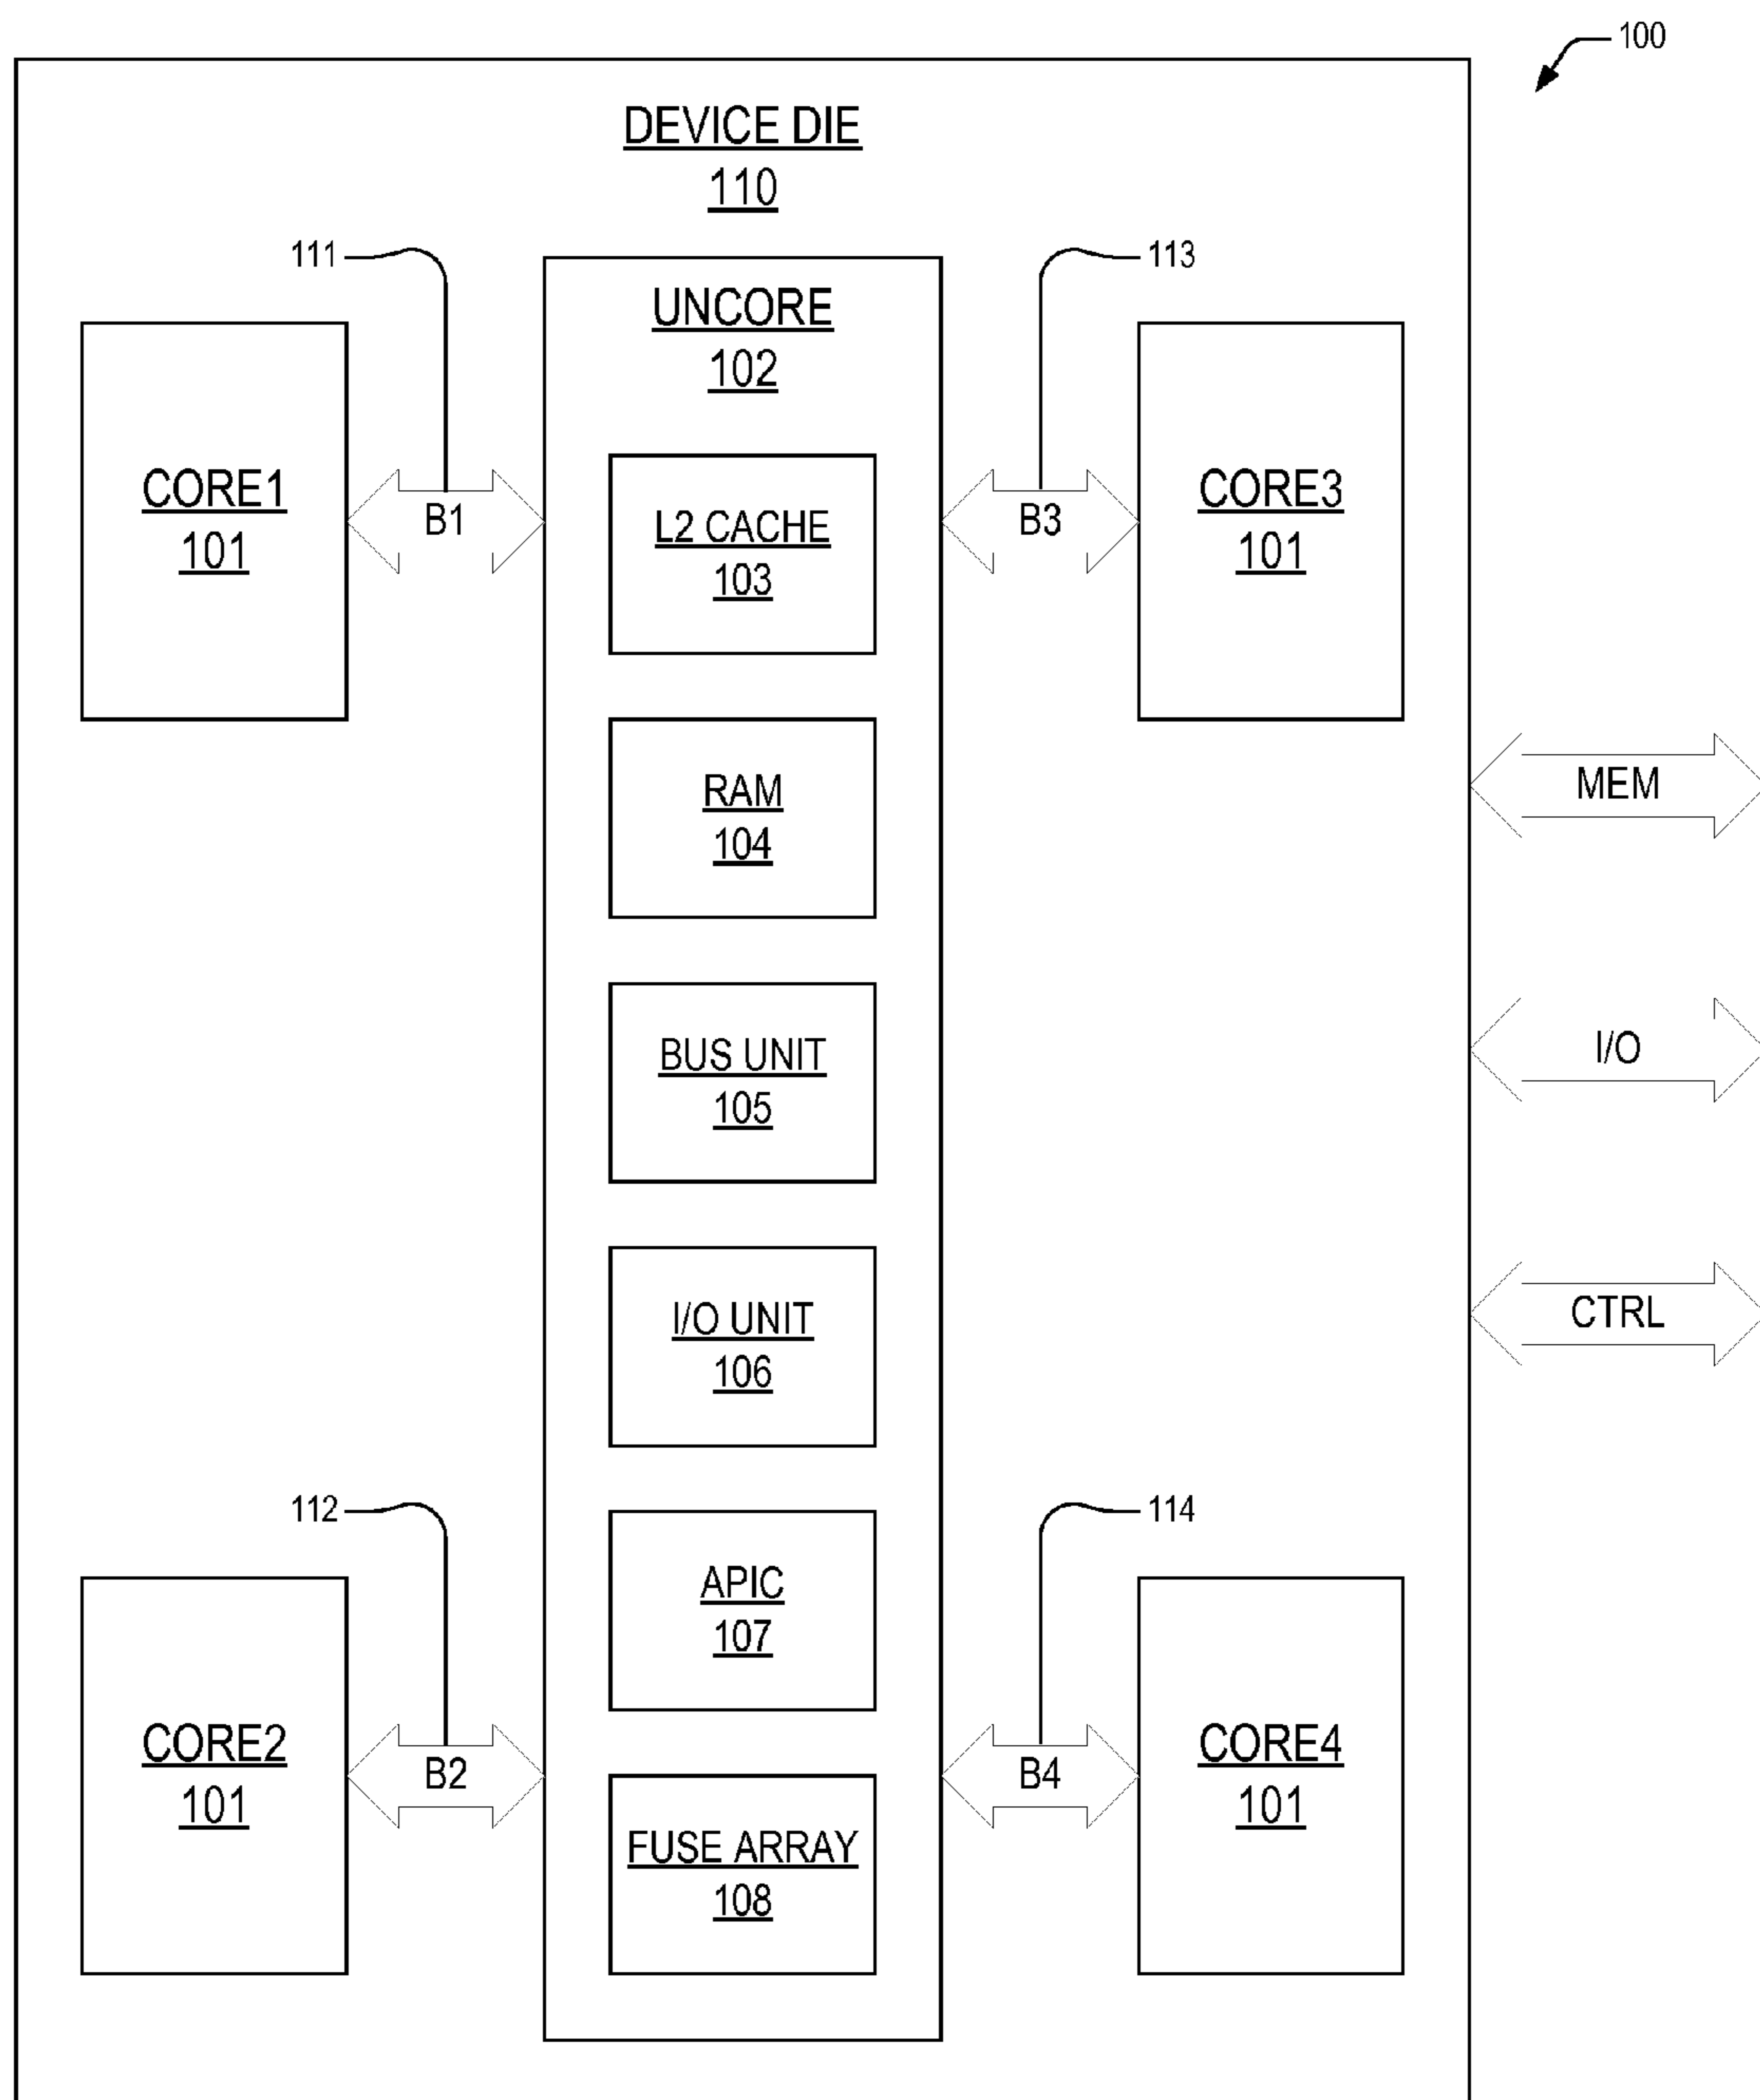 100
DEVICE DIE
110
111
113
UNCORE
102
CORE1
101
B1
L2 CACHE
103
B3
CORE3
101
RAM
104
MEM
BUS UNIT
105
I/O
I/O UNIT
106
CTRL
112
114
APIC
107
CORE2
101
B2
B4
CORE4
101
FUSE ARRAY
108